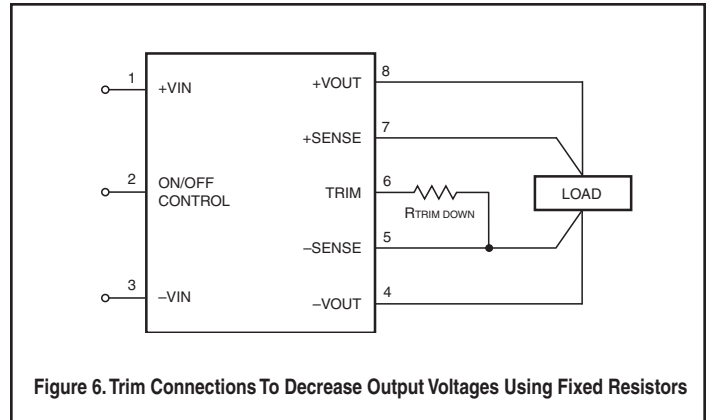 1 +VIN
2 ON/OFF
CONTROL
3 –VIN
+VOUT 8
+SENSE 7
TRIM 6
RTRIM DOWN
–SENSE 5
–VOUT 4
LOAD
Figure 6. Trim Connections To Decrease Output Voltages Using Fixed Resistors